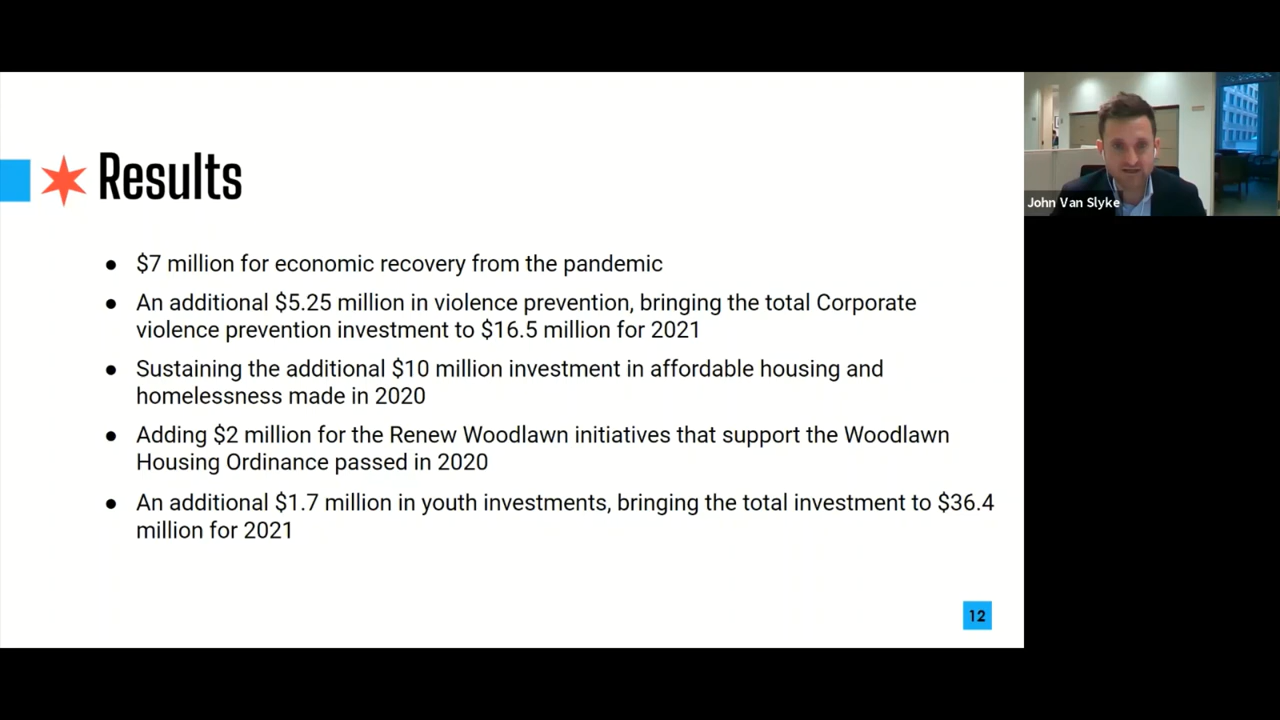 Results
● $7 million for economic recovery from the pandemic
● An additional $5.25 million in violence prevention, bringing the total Corporate
violence prevention investment to $16.5 million for 2021
● Sustaining the additional $10 million investment in affordable housing and
homelessness made in 2020
● Adding $2 million for the Renew Woodlawn initiatives that support the Woodlawn
Housing Ordinance passed in 2020
● An additional $1.7 million in youth investments, bringing the total investment to $36.4
million for 2021
12
John Van Slyke